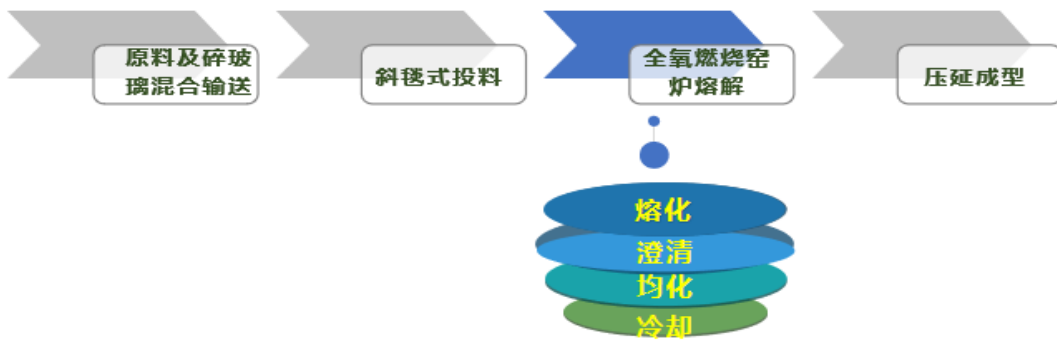 原料及碎玻
璃混合输送
斜毯式投料
全氧燃烧窑
炉熔解
压延成型
熔化
澄清
均化
冷却